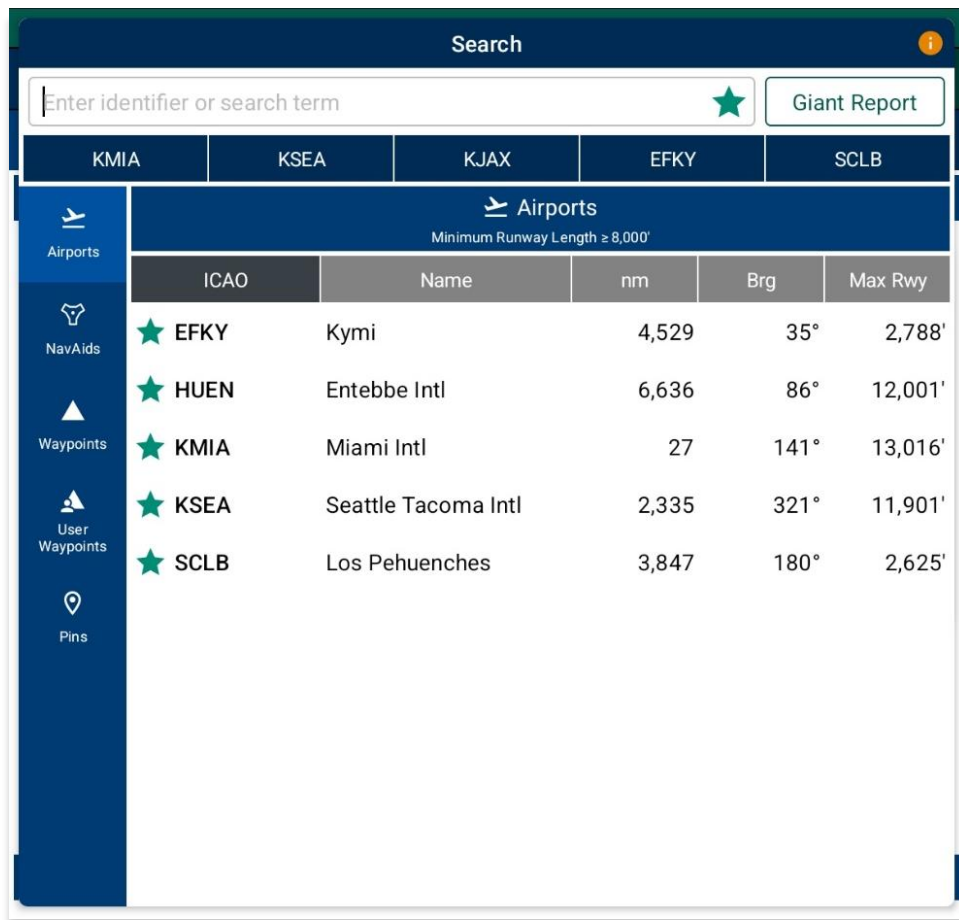 Search
i
Enter identifier or search term
Giant Report
KMIA KSEA KJAX EFKY SCLB
Airports
Airports
Minimum Runway Length ≥ 8,000'
ICAO Name nm Brg Max Rwy
NavAids
EFKY Kymi 4,529 35° 2,788'
HUEN Entebbe Intl 6,636 86° 12,001'
Waypoints
KMIA Miami Intl 27 141° 13,016'
KSEA Seattle Tacoma Intl 2,335 321° 11,901'
User
Waypoints
SCLB Los Pehuenches 3,847 180° 2,625'
Pins